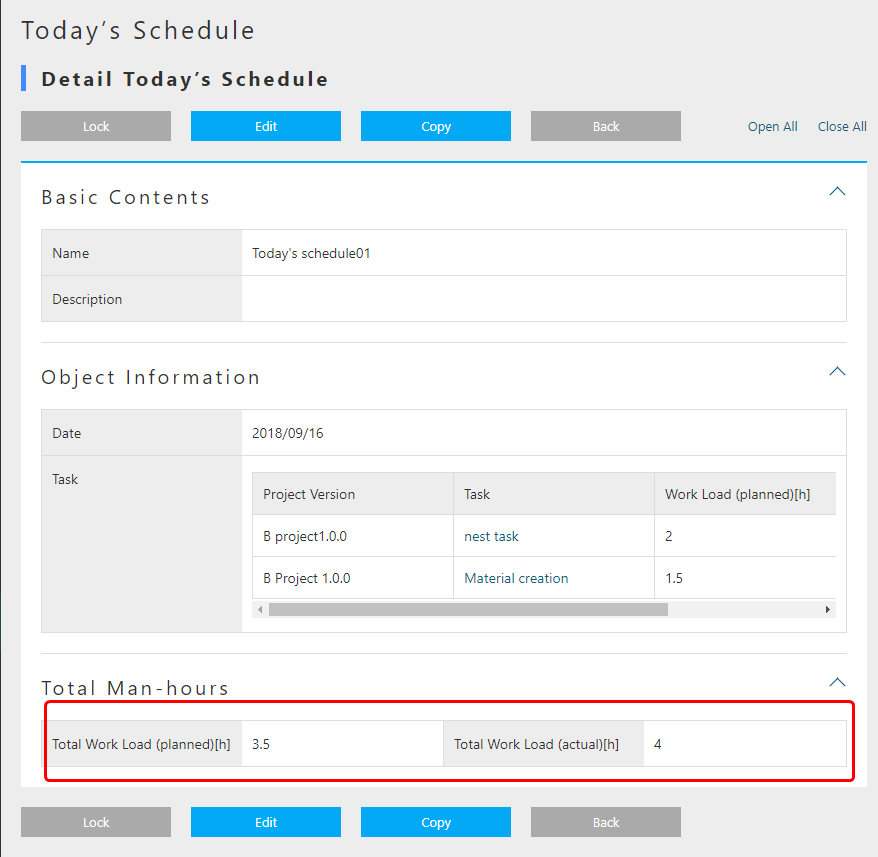 Today's Schedule
Detail Today's Schedule
Lock Edit Copy Back Open All Close All
Basic Contents
Name Today's schedule01
Description
Object Information
Date 2018/09/16
Task
Project Version Task Work Load (planned)[h]
B project1.0.0 nest task 2
B Project 1.0.0 Material creation 1.5
Total Man-hours
Total Work Load (planned)[h] 3.5 Total Work Load (actual)[h] 4
Lock Edit Copy Back